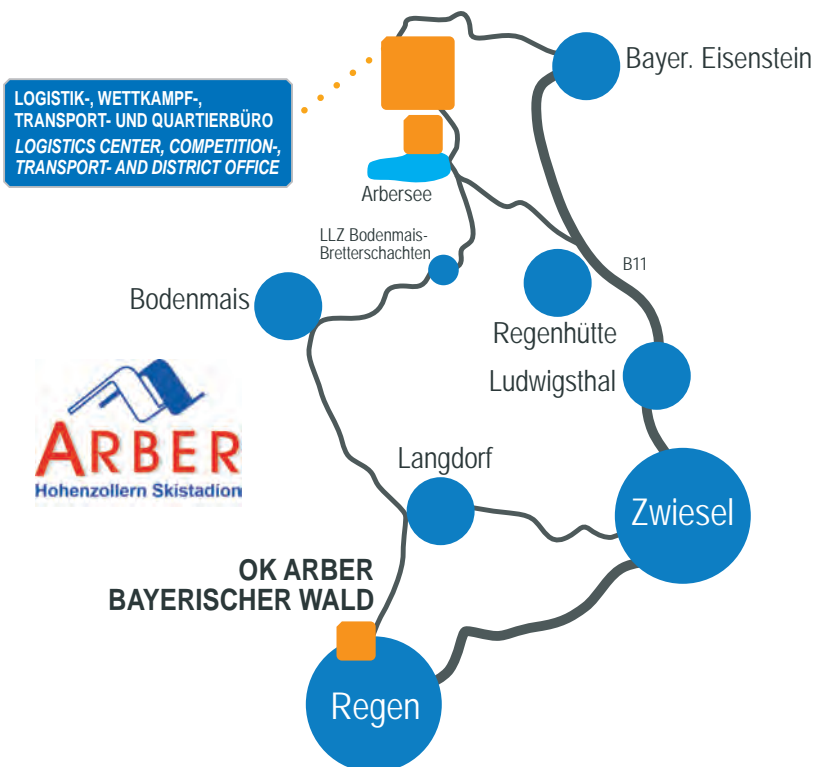 Bayer. Eisenstein
LOGISTIK-, WETTKAMPF-,
TRANSPORT- UND QUARTIERBÜRO
LOGISTICS CENTER, COMPETITION-,
TRANSPORT- AND DISTRICT OFFICE
Arbersee
LLZ Bodenmais-
Bretterschachten
B11
Bodenmais
Regenhütte
Ludwigsthal
ARBER
Hohenzollern Skistadion
Langdorf
Zwiesel
OK ARBER
BAYERISCHER WALD
Regen